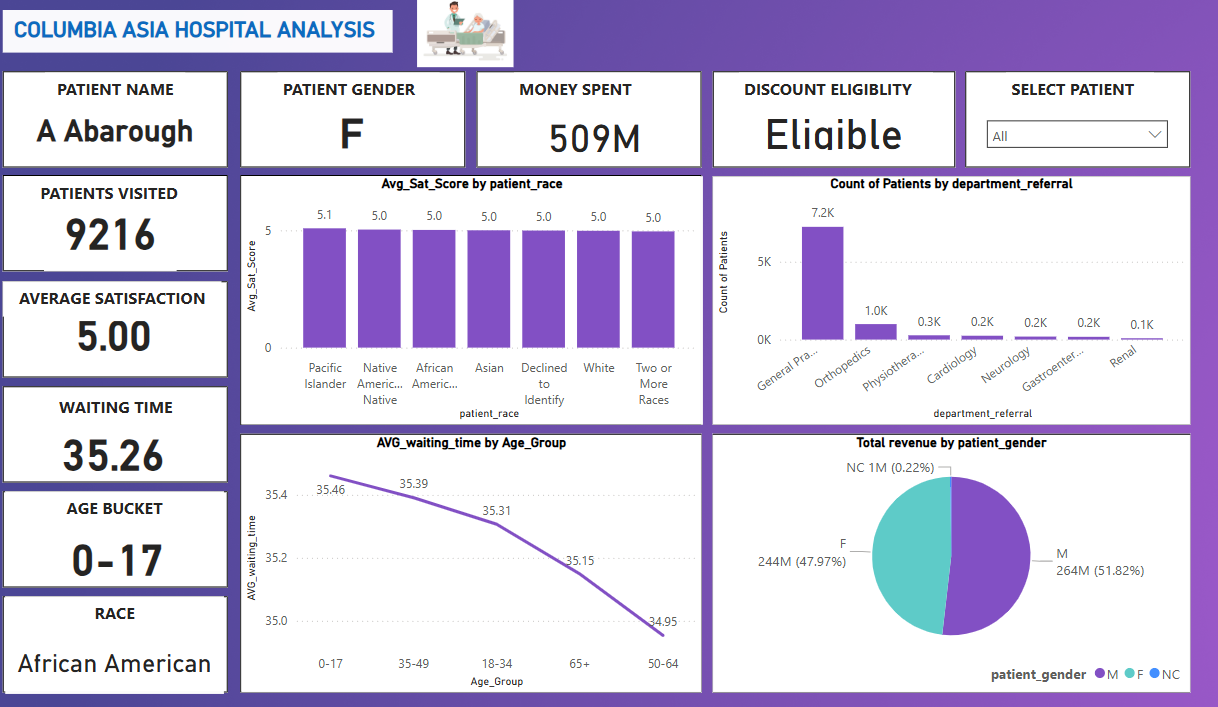 COLUMBIA ASIA HOSPITAL ANALYSIS
PATIENT NAME
A Abarough
PATIENT GENDER
F
MONEY SPENT
509M
DISCOUNT ELIGIBLITY
Eligible
SELECT PATIENT
All
PATIENTS VISITED
9216
AVERAGE SATISFACTION
5.00
WAITING TIME
35.26
AGE BUCKET
0-17
RACE
African American
Avg_Sat_Score by patient_race
Avg_Sat_Score
5
0
5.1 5.0 5.0 5.0 5.0 5.0 5.0
Pacific Islander
Native Americ... Native
African Americ...
Asian
Declined to Identify
White
Two or More Races
patient_race
Count of Patients by department_referral
Count of Patients
5K
0K
7.2K 1.0K 0.3K 0.2K 0.2K 0.2K 0.1K
General Pra...
Orthopedics
Physiothera...
Cardiology
Neurology
Gastroenter...
Renal
department_referral
AVG_waiting_time by Age_Group
AVG_waiting_time
35.4
35.2
35.0
35.46 35.39 35.31 35.15 34.95
0-17 35-49 18-34 65+ 50-64
Age_Group
Total revenue by patient_gender
NC 1M (0.22%)
F
244M (47.97%)
M
264M (51.82%)
patient_gender M F NC